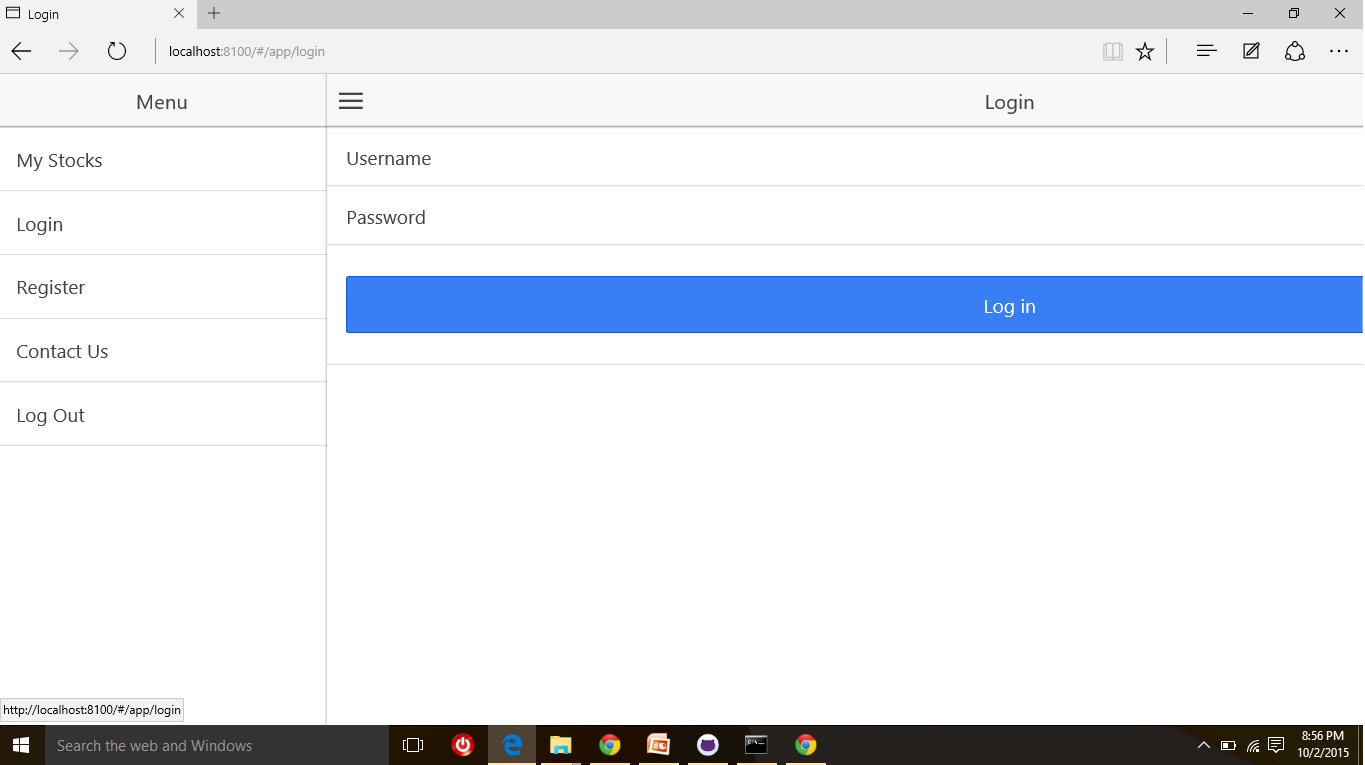 Login
localhost:8100/#/app/login
Menu
Login
My Stocks
Username
Login
Password
Register
Log in
Contact Us
Log Out
http://localhost:8100/#/app/login
Search the web and Windows
8:56 PM
10/2/2015